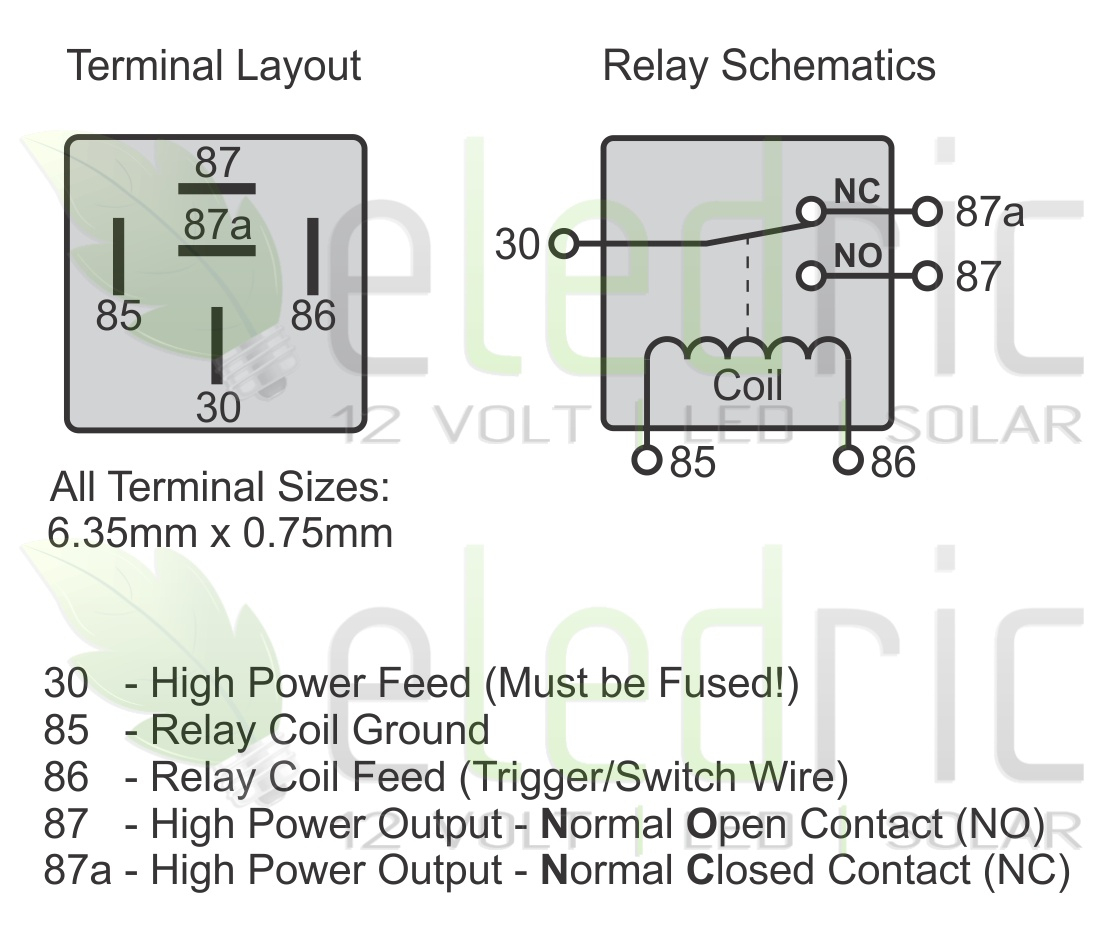 Terminal Layout
87
87a
85
86
30
All Terminal Sizes:
6.35mm x 0.75mm
Relay Schematics
NC
87a
30
NO
87
Coil
85
86
eledric
12 VOLT | LED | SOLAR
30 - High Power Feed (Must be Fused!)
85 - Relay Coil Ground
86 - Relay Coil Feed (Trigger/Switch Wire)
87 - High Power Output - Normal Open Contact (NO)
87a - High Power Output - Normal Closed Contact (NC)
eledric
12 VOLT | LED | SOLAR